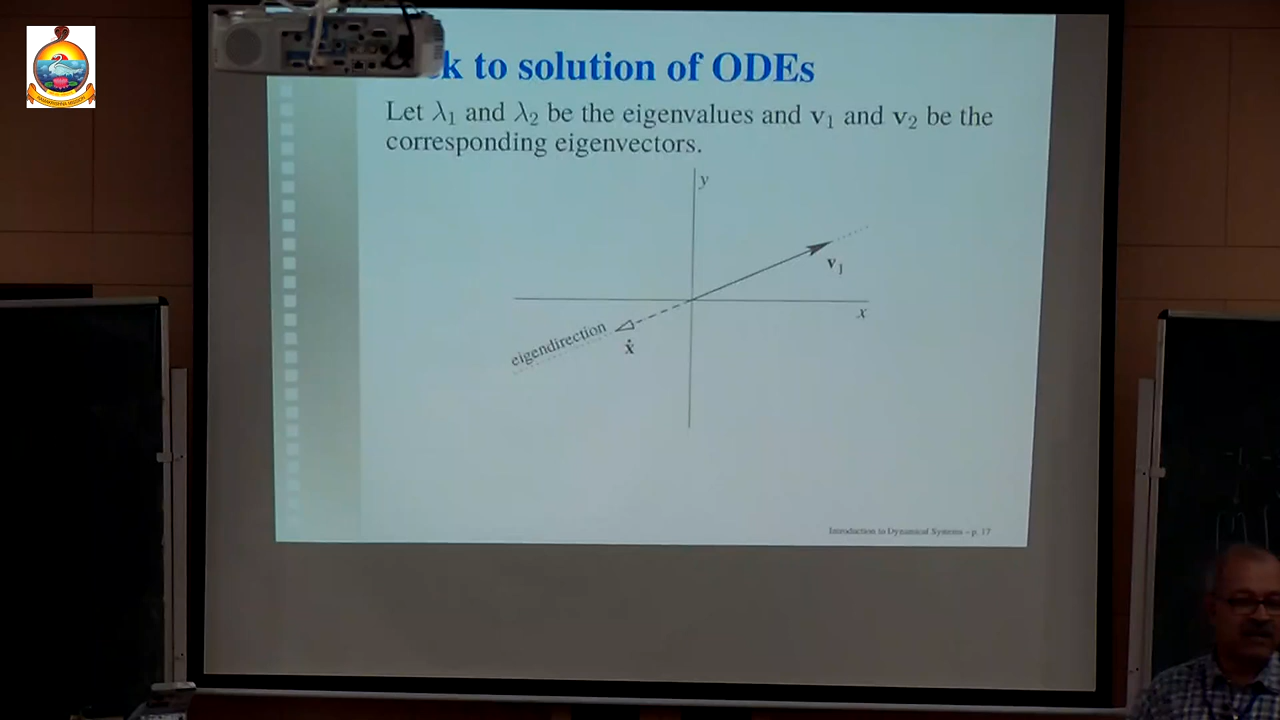 k to solution of ODEs
Let λ₁ and λ₂ be the eigenvalues and v₁ and v₂ be the
corresponding eigenvectors.
y
v₁
x
eigendirection
ẋ
Introduction to Dynamical Systems – p. 17